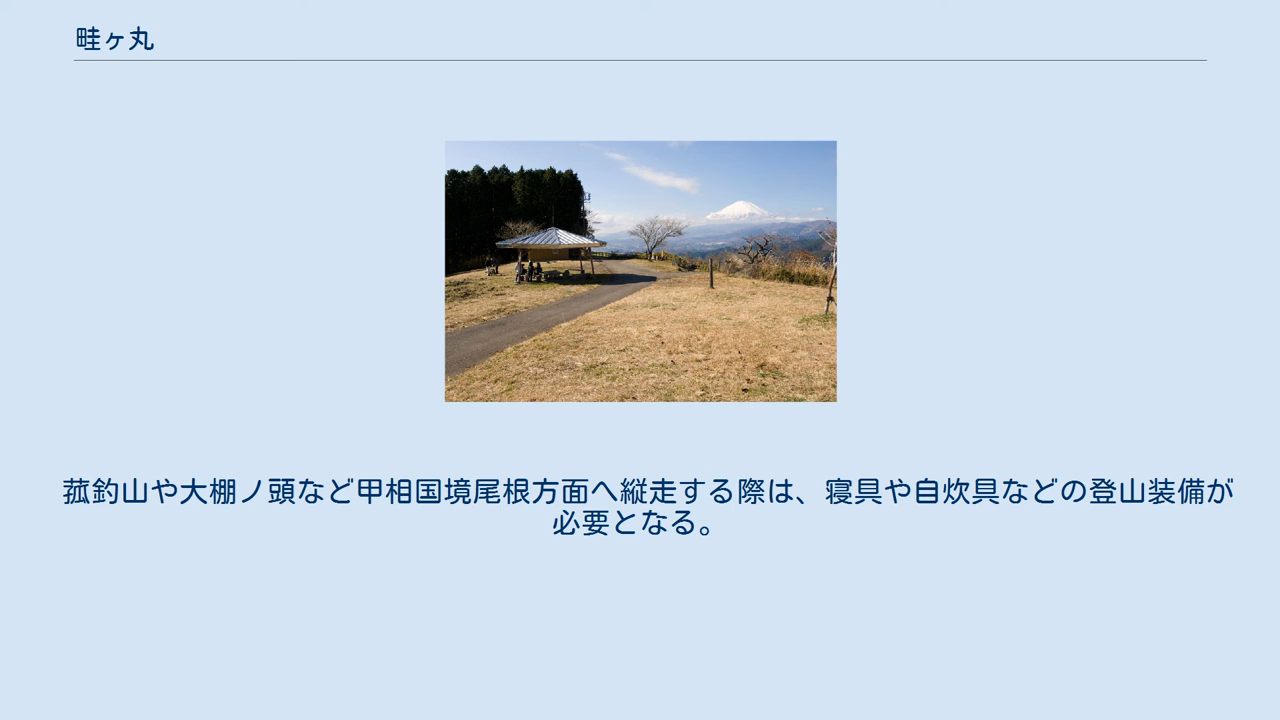 畦ヶ丸
菰釣山や大棚ノ頭など甲相国境尾根方面へ縦走する際は、寝具や自炊具などの登山装備が
必要となる。